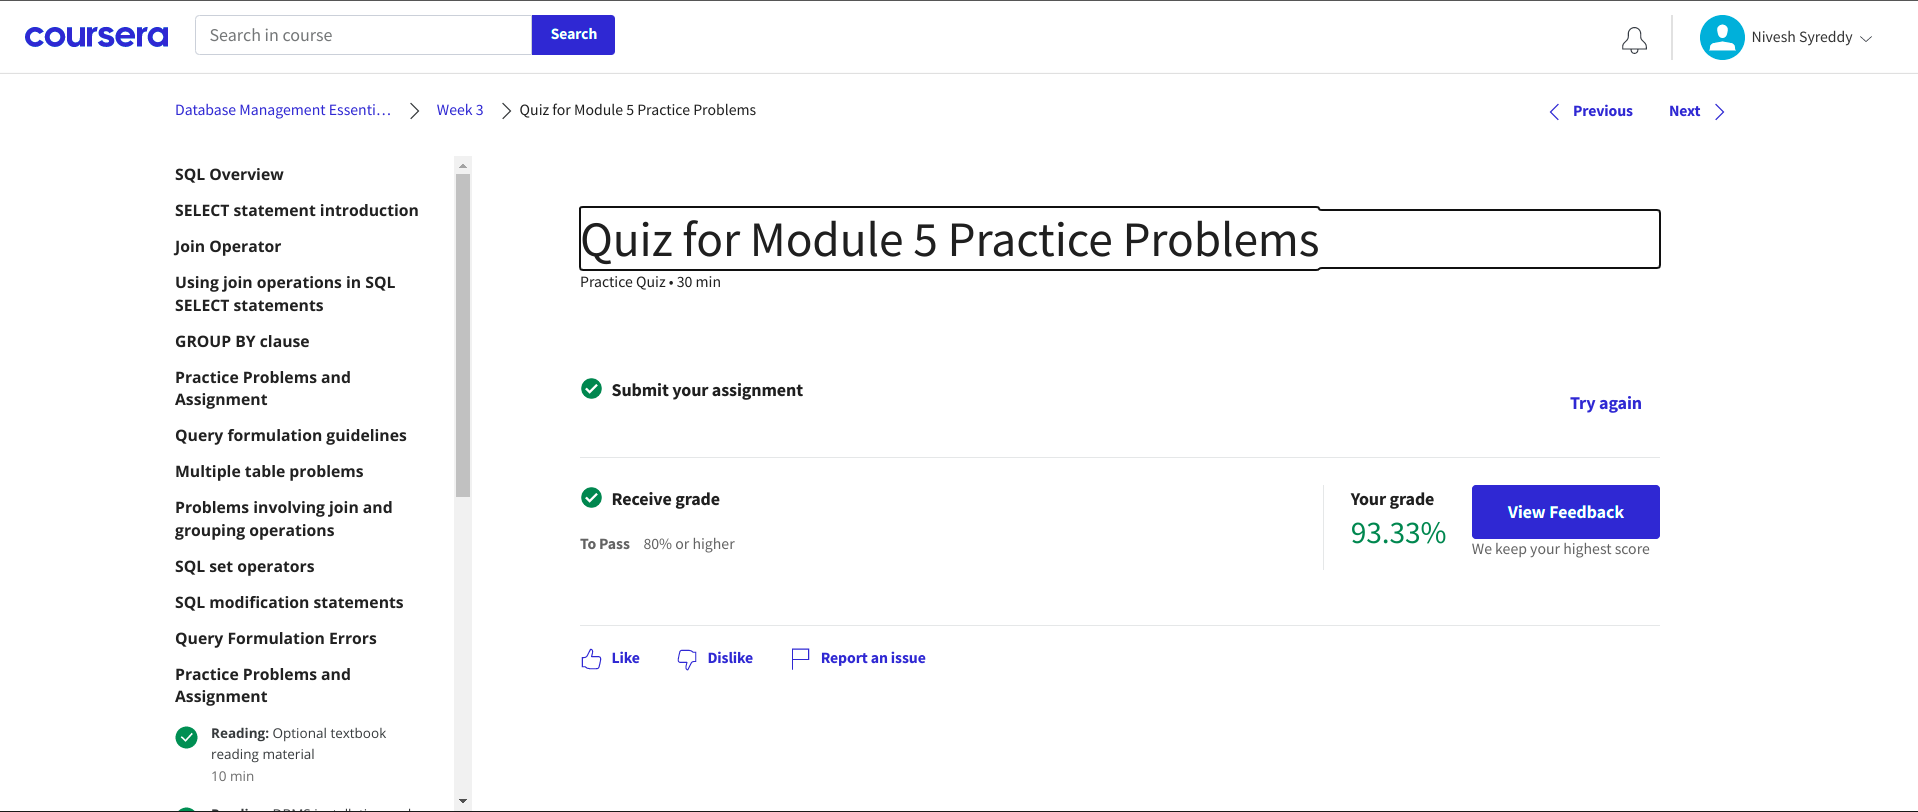 coursera
Search in course
Search
Nivesh Syreddy
Database Management Essenti…
Week 3
Quiz for Module 5 Practice Problems
Previous
Next
SQL Overview
SELECT statement introduction
Join Operator
Using join operations in SQL
SELECT statements
GROUP BY clause
Practice Problems and
Assignment
Query formulation guidelines
Multiple table problems
Problems involving join and
grouping operations
SQL set operators
SQL modification statements
Query Formulation Errors
Practice Problems and
Assignment
Reading: Optional textbook
reading material
10 min
Quiz for Module 5 Practice Problems
Practice Quiz • 30 min
Submit your assignment
Try again
Receive grade
To Pass 80% or higher
Your grade
93.33%
View Feedback
We keep your highest score
Like
Dislike
Report an issue